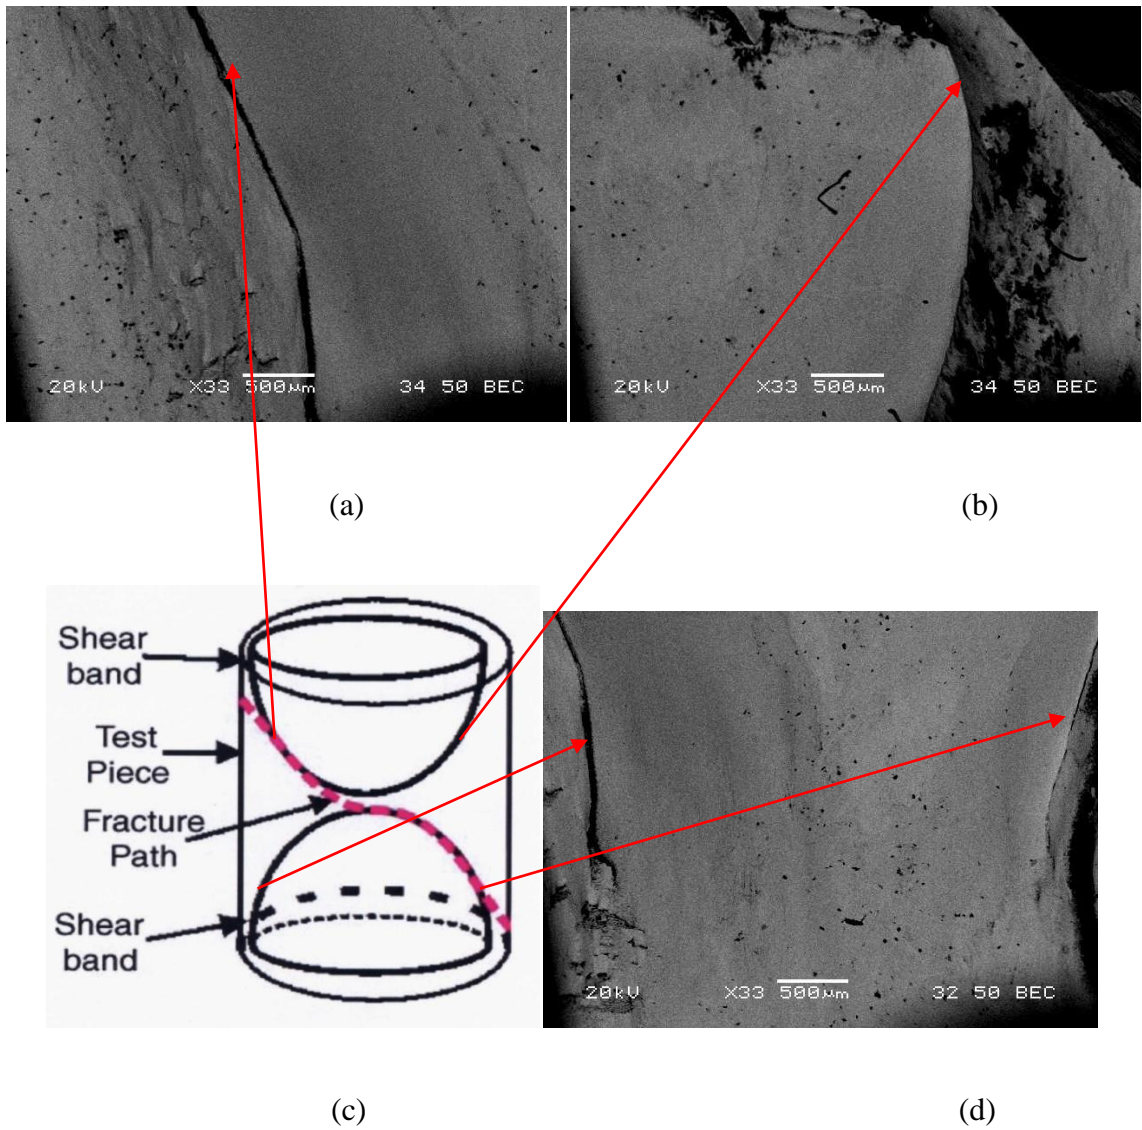 20kV X33 500µm 34 50 BEC
20kV X33 500µm 34 50 BEC
(a)
(b)
Shear
band
Test
Piece
Fracture
Path
Shear
band
20kV X33 500µm 32 50 BEC
(c)
(d)